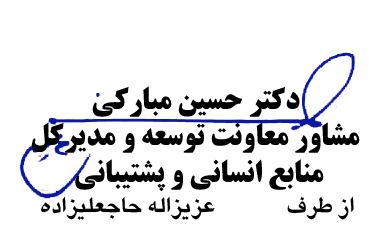 دکتر حسین مبارکی
مشاور معاونت توسعه و مدیرکل
منابع انسانی و پشتیبانی
از طرف عزیزاله حاجعلیزاده